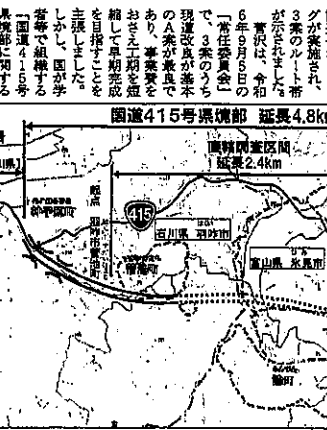 グが実施され、
3案のルート帯
が示されました。
菅沢は、令和
6年9月5日の
「常任委員会」
で、3案のうち
現道改良が基本
のA案が最良で
あり、事業費を
おさえ工期を短
縮して早期完成
を目指すことを
主張しました。
しかし、国が学
者等で組織する
「国道415号
県境部に関する
国道415号県境部 延長4.8km
直轄調査区間
延長2.4km
415
石川県 羽咋市
富山県 氷見市
起点 羽咋市菅池町